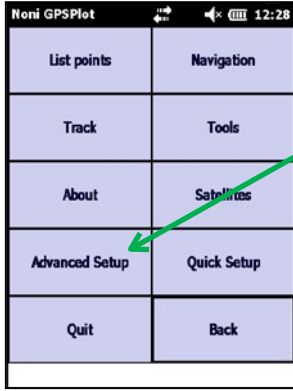 Noni GPSPlot 12:28
List points Navigation
Track Tools
About Satellites
Advanced Setup Quick Setup
Quit Back